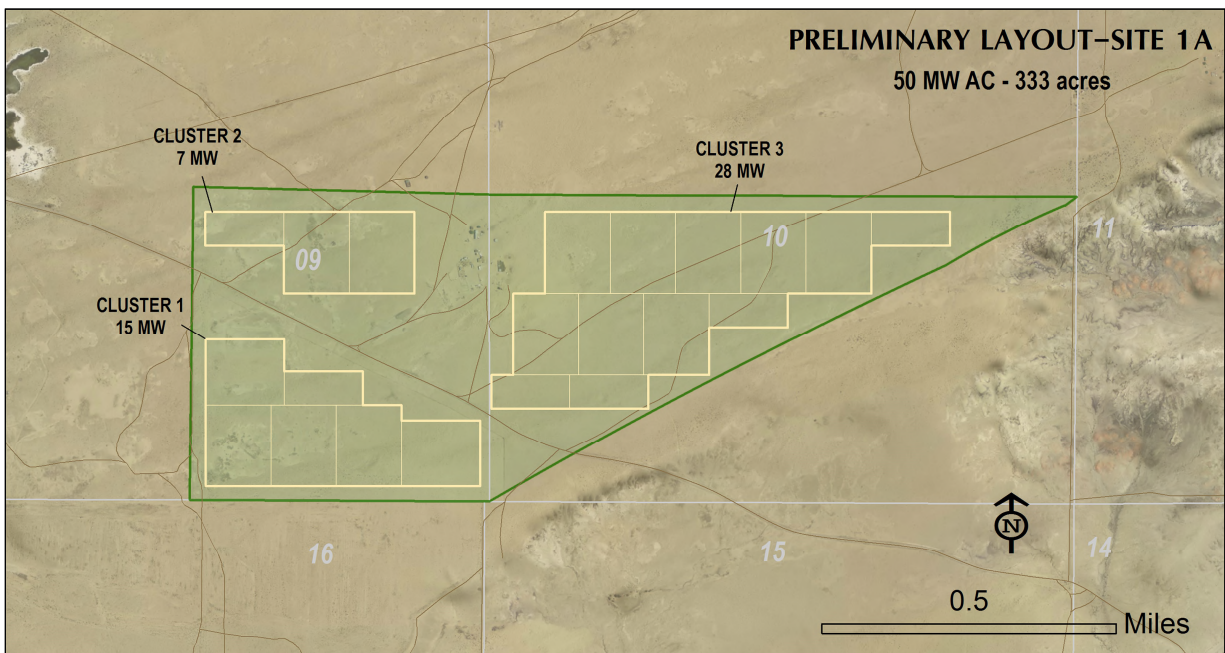 PRELIMINARY LAYOUT–SITE 1A
50 MW AC - 333 acres
CLUSTER 2
7 MW
CLUSTER 3
28 MW
09
10
11
CLUSTER 1
15 MW
16
15
14
N
0.5
Miles